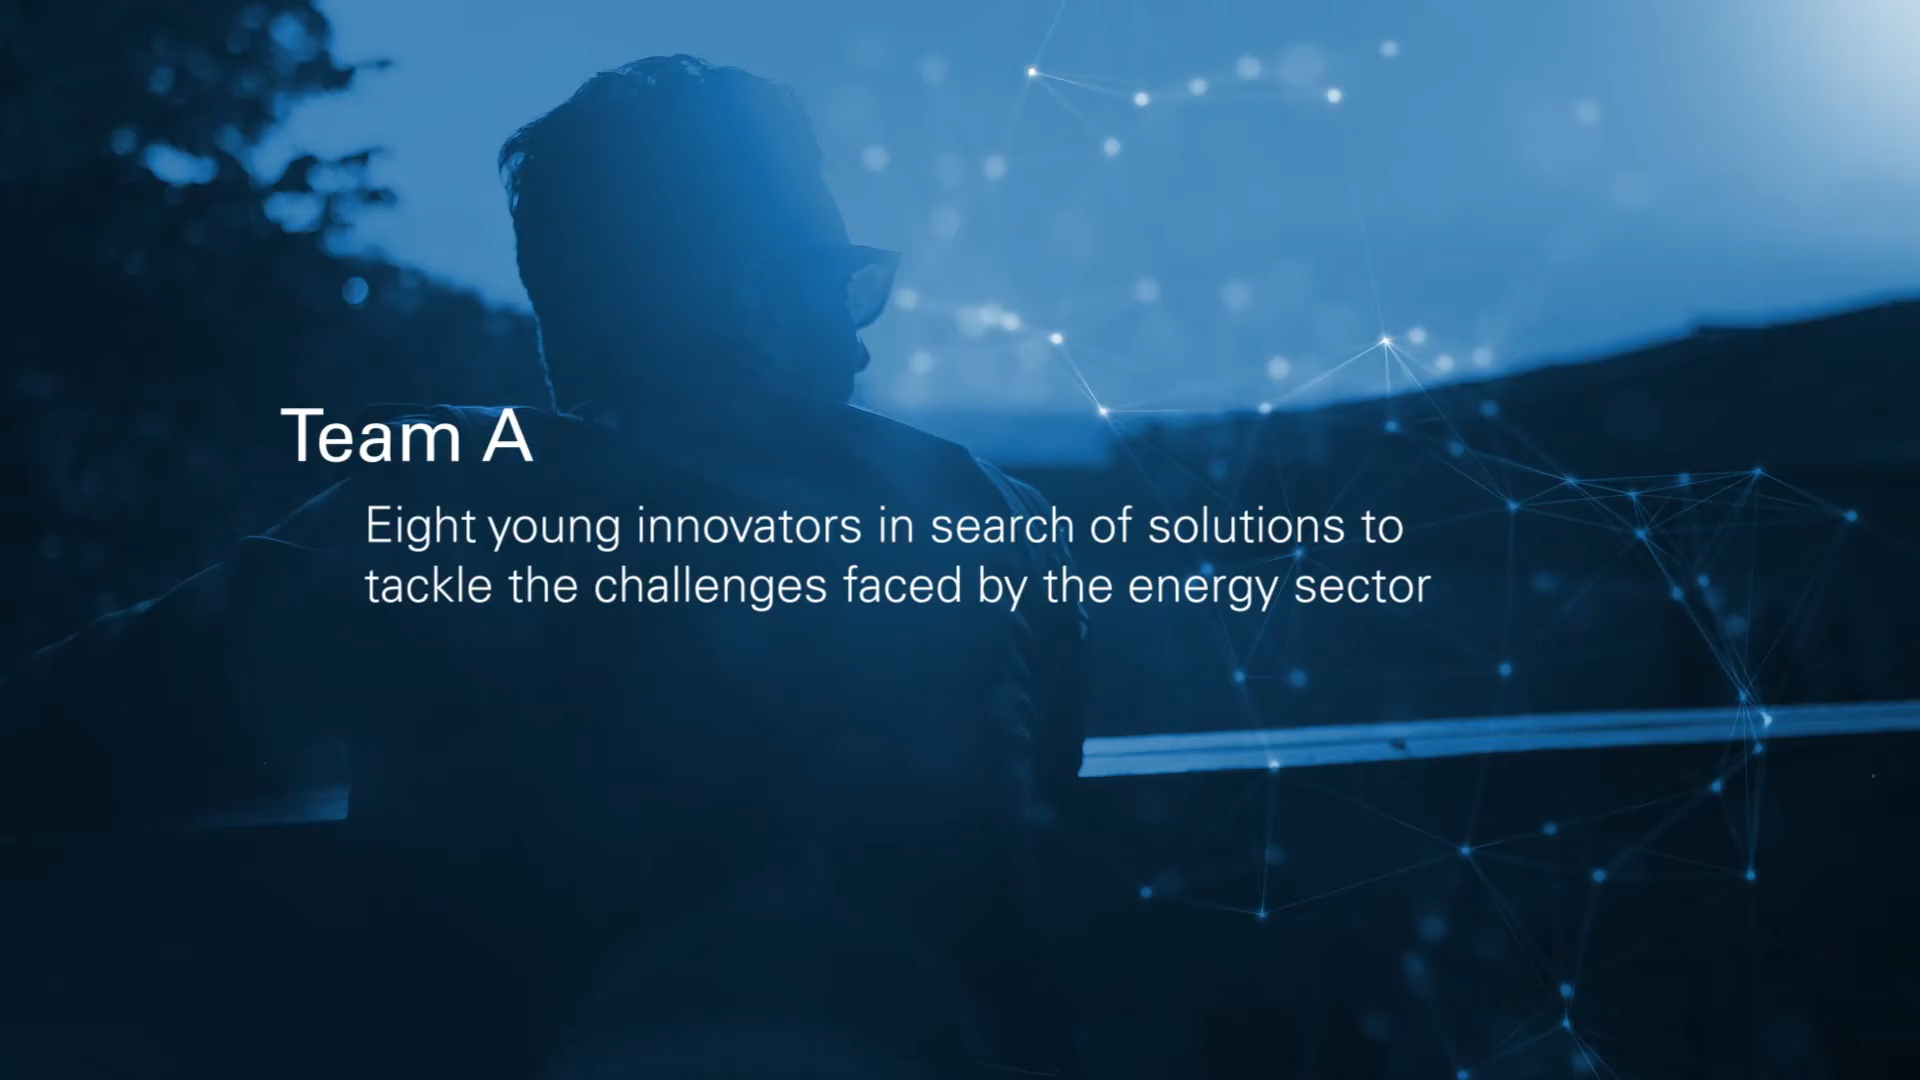 Team A
Eight young innovators in search of solutions to
tackle the challenges faced by the energy sector